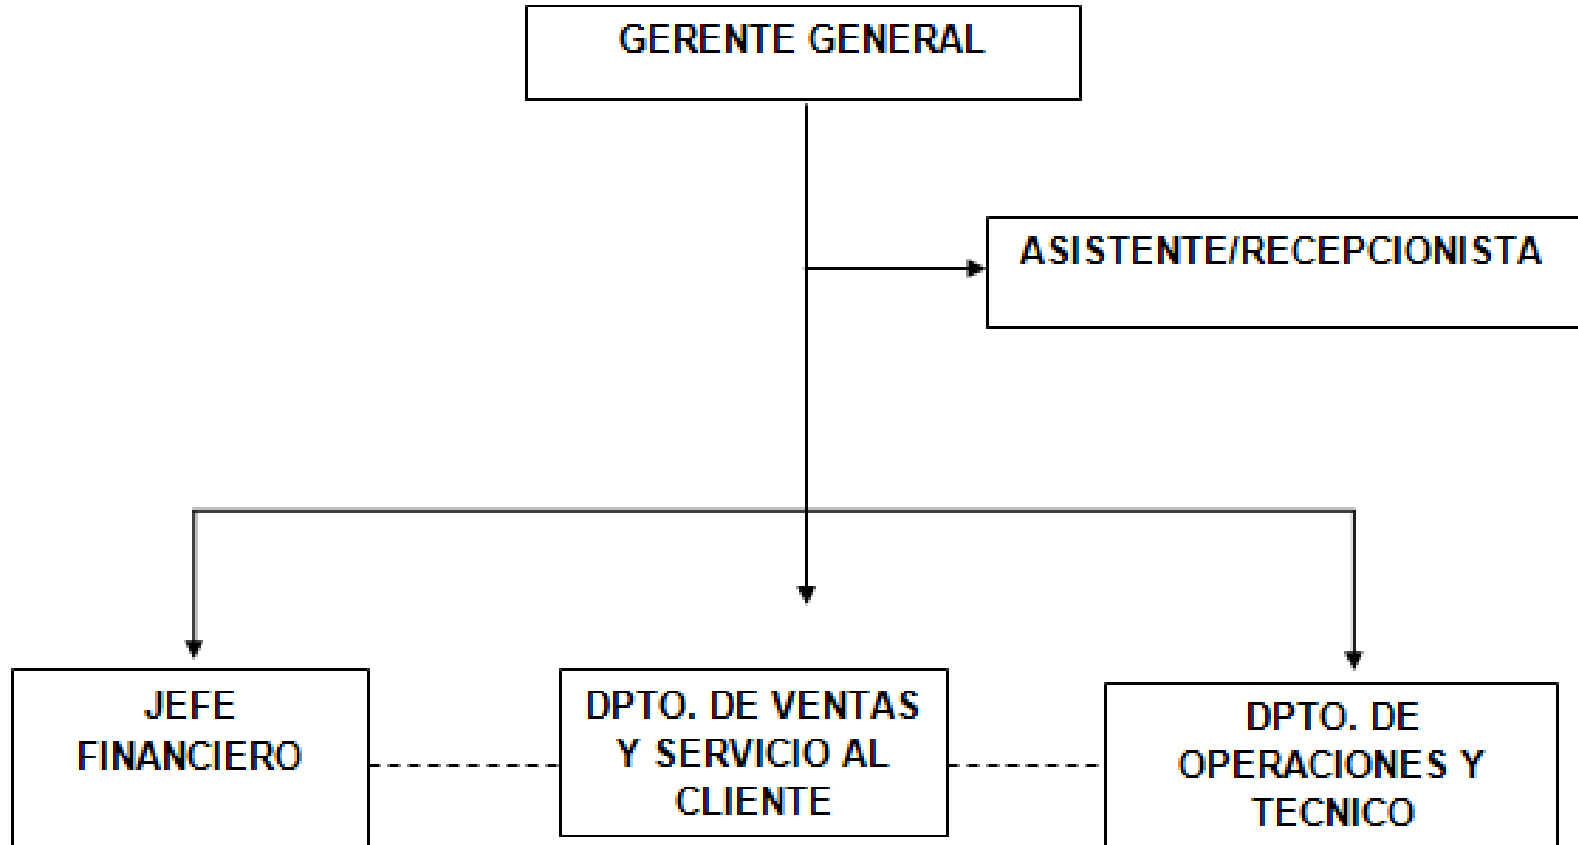 GERENTE GENERAL
ASISTENTE/RECEPCIONISTA
JEFE
FINANCIERO
DPTO. DE VENTAS
Y SERVICIO AL
CLIENTE
DPTO. DE
OPERACIONES Y
TECNICO